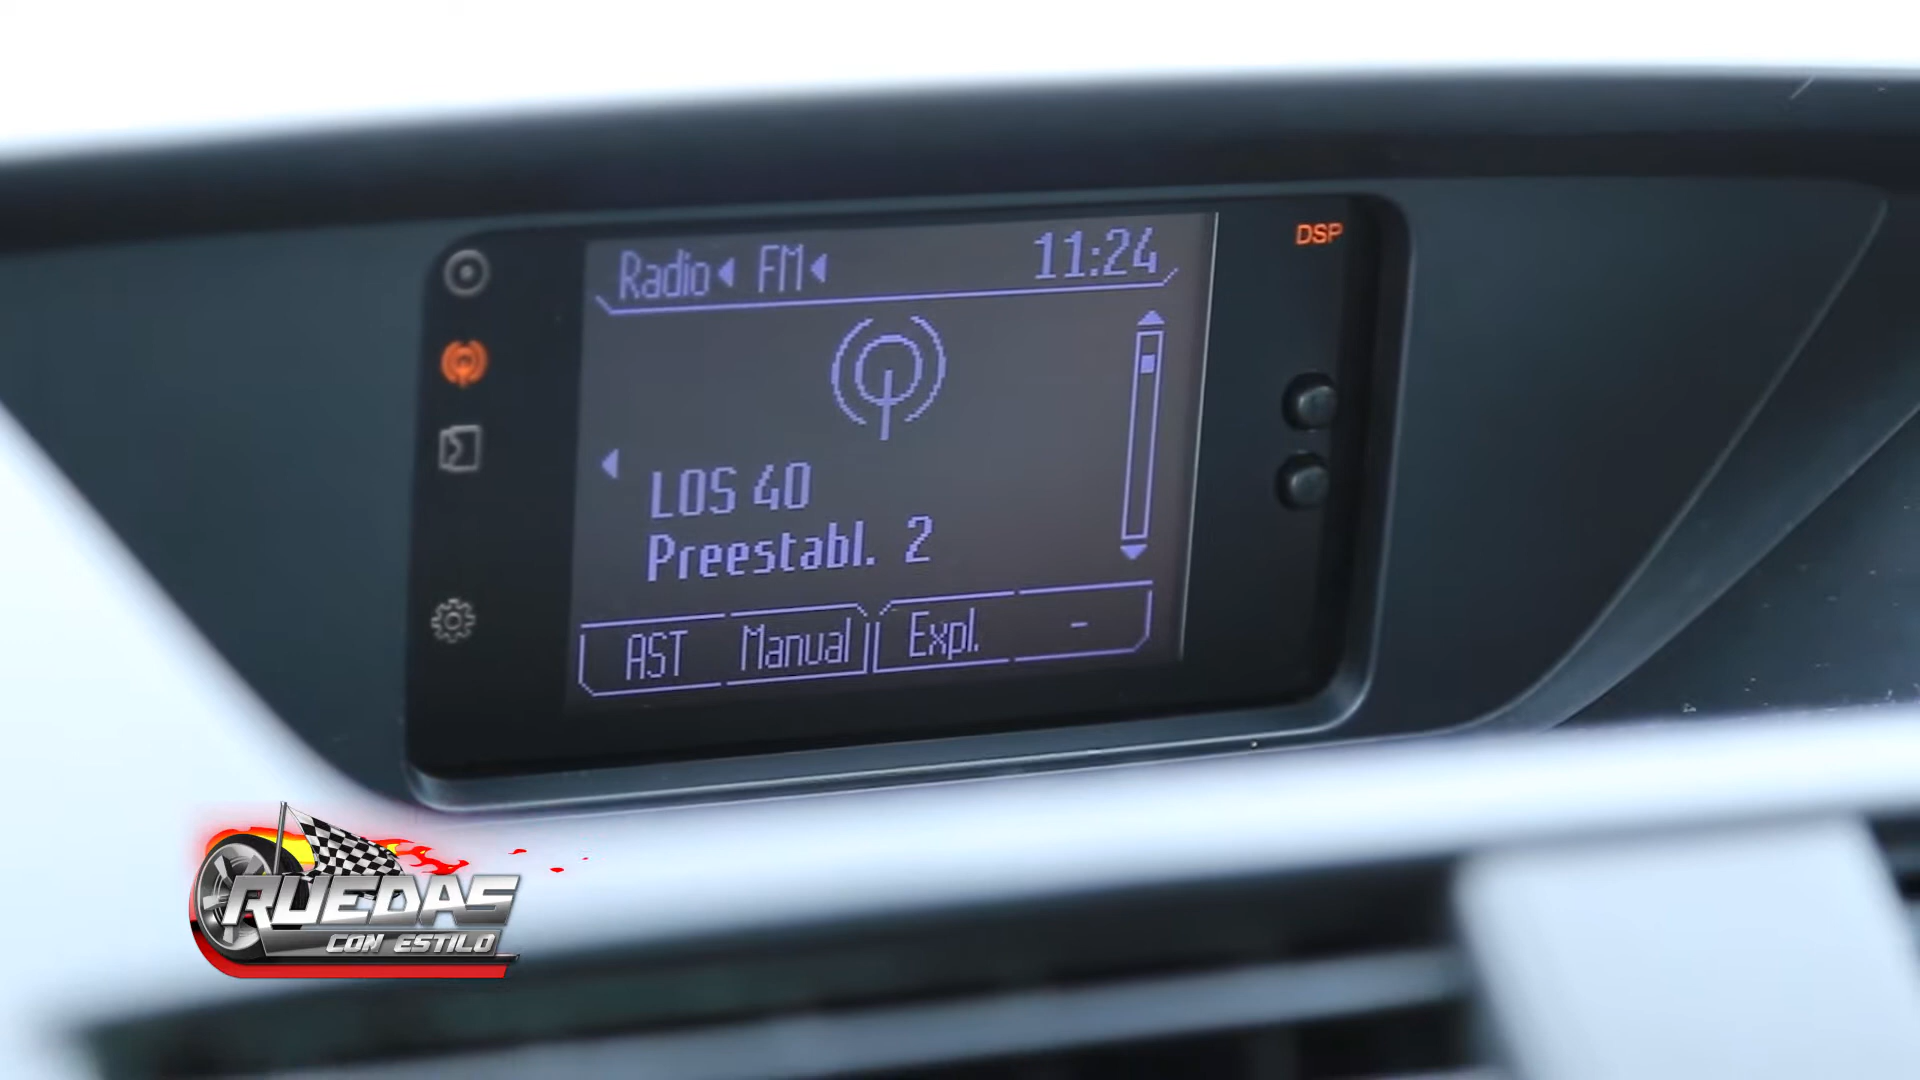 DSP
Radio FM 11:24
LOS 40
Preestabl. 2
AST Manual Expl. -
RUEDAS
CON ESTILO